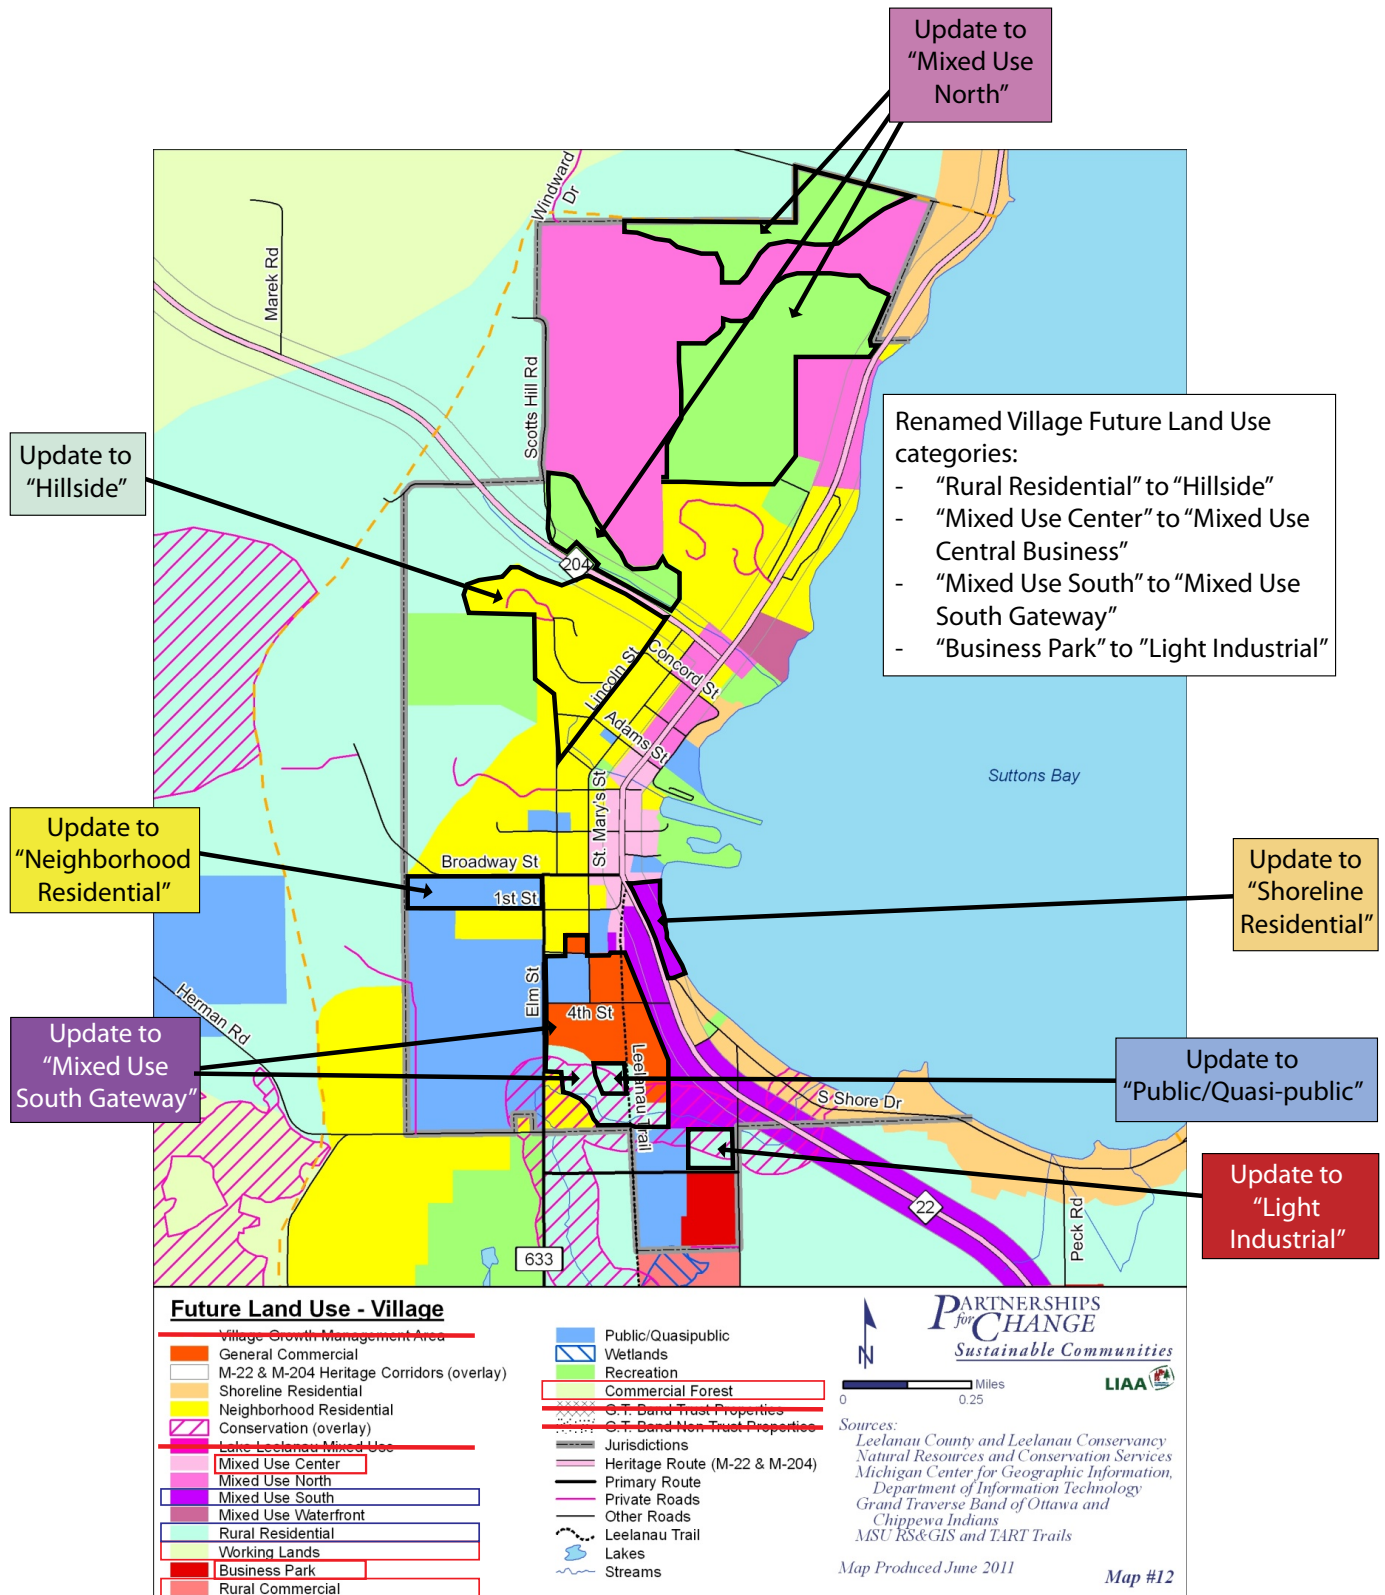 Update to
“Mixed Use
North”
Windward
Dr
Marek Rd
Scotts Hill Rd
Renamed Village Future Land Use
categories:
- “Rural Residential” to “Hillside”
- “Mixed Use Center” to “Mixed Use
Central Business”
- “Mixed Use South” to “Mixed Use
South Gateway”
- “Business Park” to ”Light Industrial”
Update to
“Hillside”
204
Lincoln St
Concord St
Adams St
St. Mary's St
Suttons Bay
Update to
“Neighborhood
Residential”
Broadway St
1st St
Update to
“Shoreline
Residential”
Elm St
4th St
Herman Rd
Update to
“Mixed Use
South Gateway”
Leelanau Trail
Update to
“Public/Quasi-public”
S Shore Dr
Update to
“Light
Industrial”
22
Peck Rd
633
Future Land Use - Village
Village Growth Management Area
General Commercial
M-22 & M-204 Heritage Corridors (overlay)
Shoreline Residential
Neighborhood Residential
Conservation (overlay)
Lake Leelanau Mixed Use
Mixed Use Center
Mixed Use North
Mixed Use South
Mixed Use Waterfront
Rural Residential
Working Lands
Business Park
Rural Commercial
Public/Quasipublic
Wetlands
Recreation
Commercial Forest
G.T. Band Trust Properties
G.T. Band Non-Trust Properties
Jurisdictions
Heritage Route (M-22 & M-204)
Primary Route
Private Roads
Other Roads
Leelanau Trail
Lakes
Streams
N
Miles
0 0.25
PARTNERSHIPS
for CHANGE
Sustainable Communities
LIAA
Sources:
Leelanau County and Leelanau Conservancy
Natural Resources and Conservation Services
Michigan Center for Geographic Information,
Department of Information Technology
Grand Traverse Band of Ottawa and
Chippewa Indians
MSU RS&GIS and TART Trails
Map Produced June 2011
Map #12